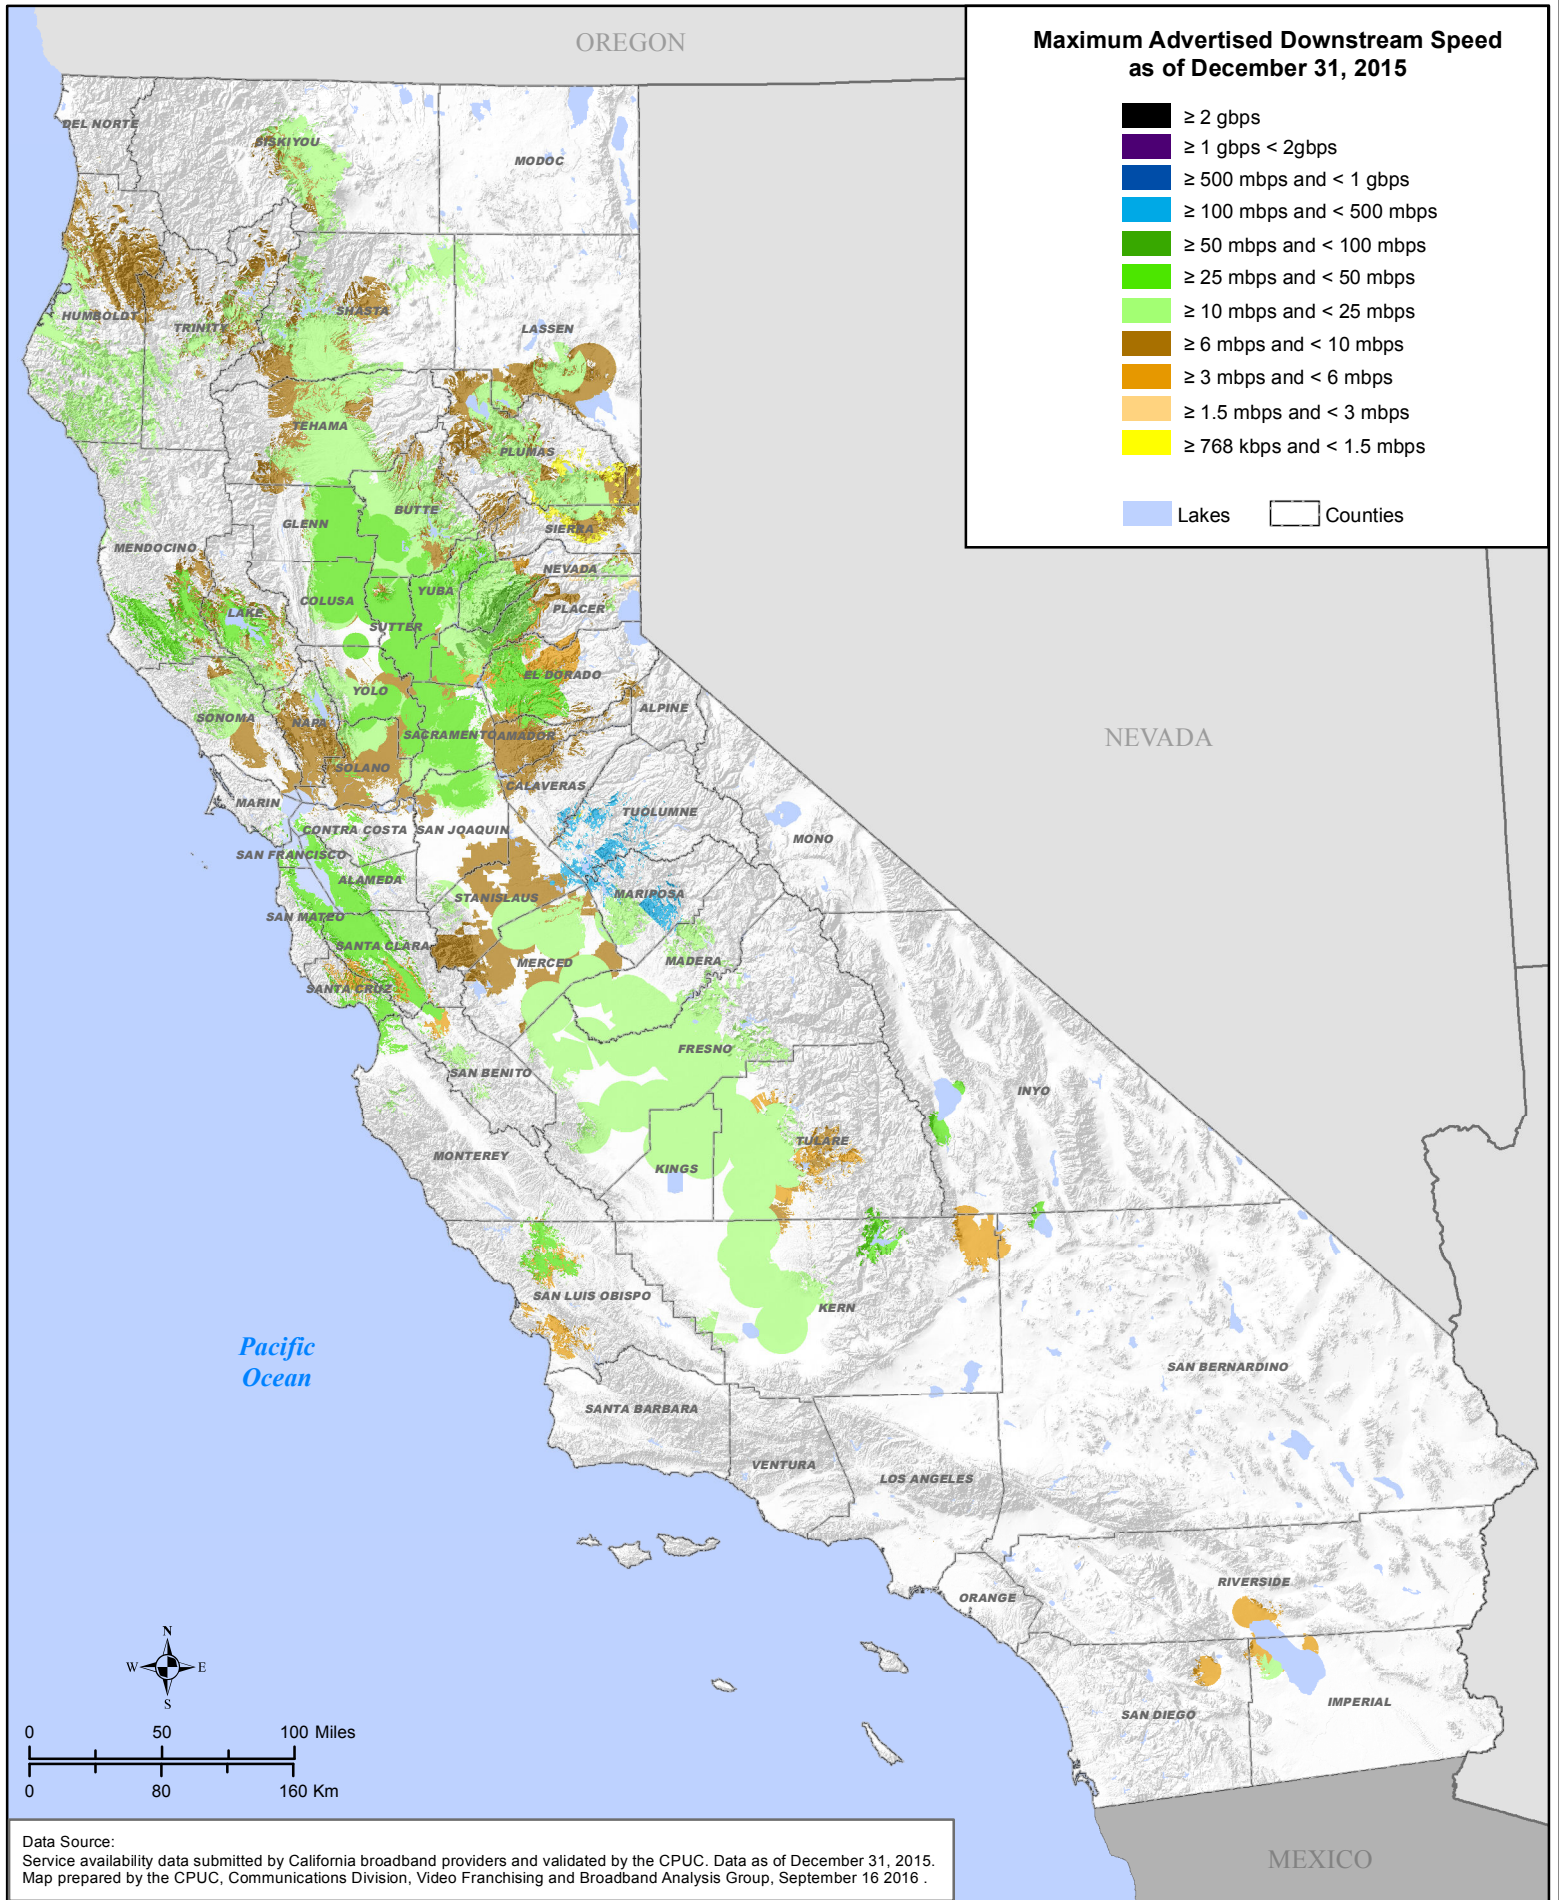 OREGON
Maximum Advertised Downstream Speed
as of December 31, 2015
≥ 2 gbps
≥ 1 gbps < 2gbps
≥ 500 mbps and < 1 gbps
≥ 100 mbps and < 500 mbps
≥ 50 mbps and < 100 mbps
≥ 25 mbps and < 50 mbps
≥ 10 mbps and < 25 mbps
≥ 6 mbps and < 10 mbps
≥ 3 mbps and < 6 mbps
≥ 1.5 mbps and < 3 mbps
≥ 768 kbps and < 1.5 mbps
Lakes
Counties
DEL NORTE
SISKIYOU
MODOC
HUMBOLDT
TRINITY
SHASTA
LASSEN
TEHAMA
PLUMAS
BUTTE
GLENN
SIERRA
MENDOCINO
NEVADA
YUBA
COLUSA
PLACER
LAKE
SUTTER
EL DORADO
YOLO
ALPINE
SONOMA
NAPA
SACRAMENTO
AMADOR
NEVADA
SOLANO
CALAVERAS
MARIN
TUOLUMNE
CONTRA COSTA
SAN JOAQUIN
MONO
SAN FRANCISCO
ALAMEDA
STANISLAUS
MARIPOSA
SAN MATEO
SANTA CLARA
MERCED
MADERA
SANTA CRUZ
FRESNO
SAN BENITO
INYO
TULARE
MONTEREY
KINGS
SAN LUIS OBISPO
KERN
Pacific
Ocean
SAN BERNARDINO
SANTA BARBARA
VENTURA
LOS ANGELES
RIVERSIDE
ORANGE
N
W
E
S
SAN DIEGO
IMPERIAL
0 50 100 Miles
0 80 160 Km
MEXICO
Data Source:
Service availability data submitted by California broadband providers and validated by the CPUC. Data as of December 31, 2015.
Map prepared by the CPUC, Communications Division, Video Franchising and Broadband Analysis Group, September 16 2016 .